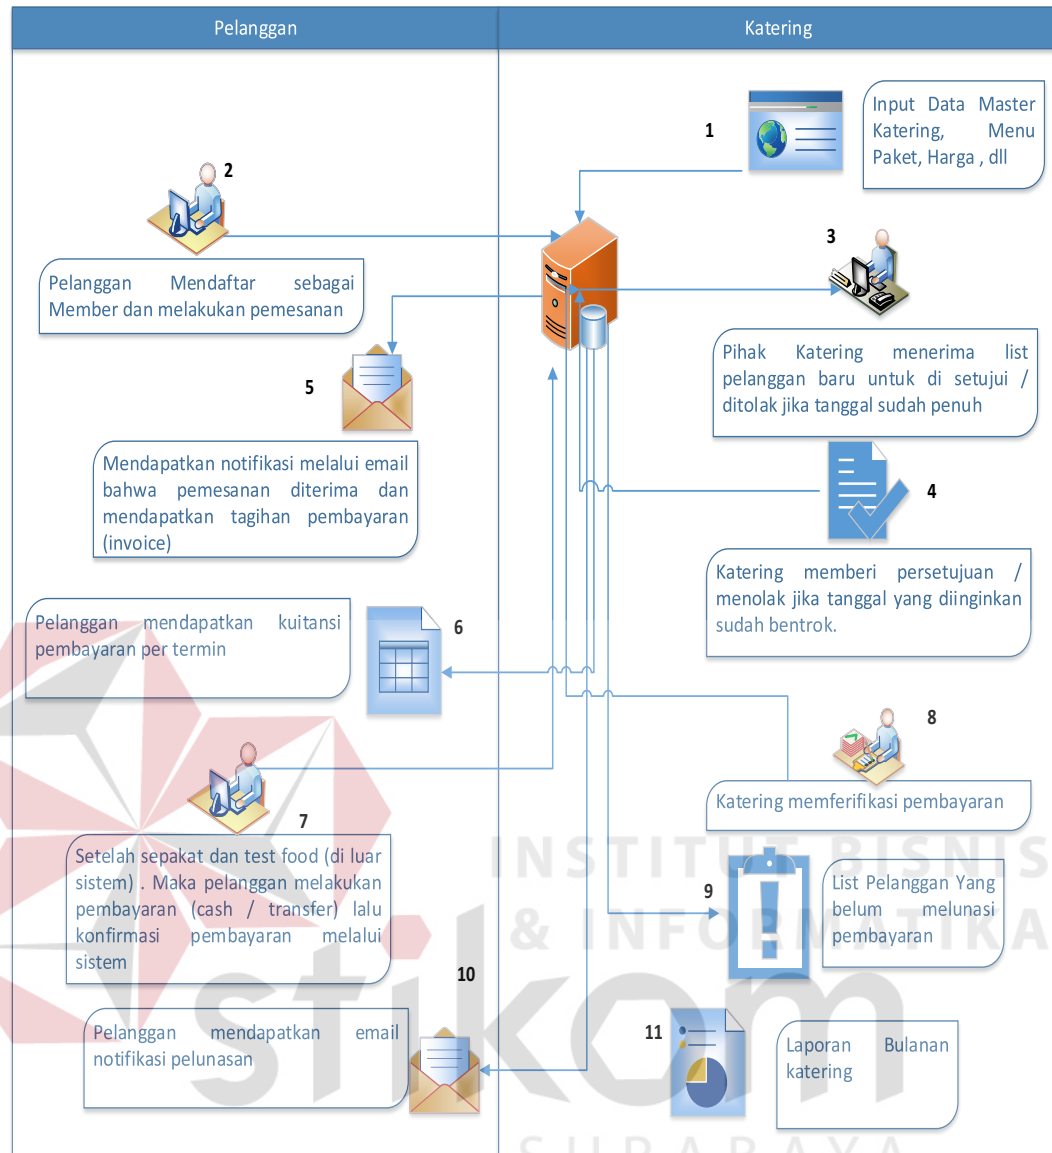 Pelanggan
Katering
1
Input Data Master
Katering, Menu
Paket, Harga , dll
2
Pelanggan Mendaftar sebagai
Member dan melakukan pemesanan
3
Pihak Katering menerima list
pelanggan baru untuk di setujui /
ditolak jika tanggal sudah penuh
5
Mendapatkan notifikasi melalui email
bahwa pemesanan diterima dan
mendapatkan tagihan pembayaran
(invoice)
4
Katering memberi persetujuan /
menolak jika tanggal yang diinginkan
sudah bentrok.
6
Pelanggan mendapatkan kuitansi
pembayaran per termin
8
Katering memferifikasi pembayaran
7
Setelah sepakat dan test food (di luar
sistem) . Maka pelanggan melakukan
pembayaran (cash / transfer) lalu
konfirmasi pembayaran melalui
sistem
9
List Pelanggan Yang
belum melunasi
pembayaran
10
Pelanggan mendapatkan email
notifikasi pelunasan
11
Laporan Bulanan
katering
INSTITUT BISNIS
& INFORMATIKA
stikom
SURABAYA